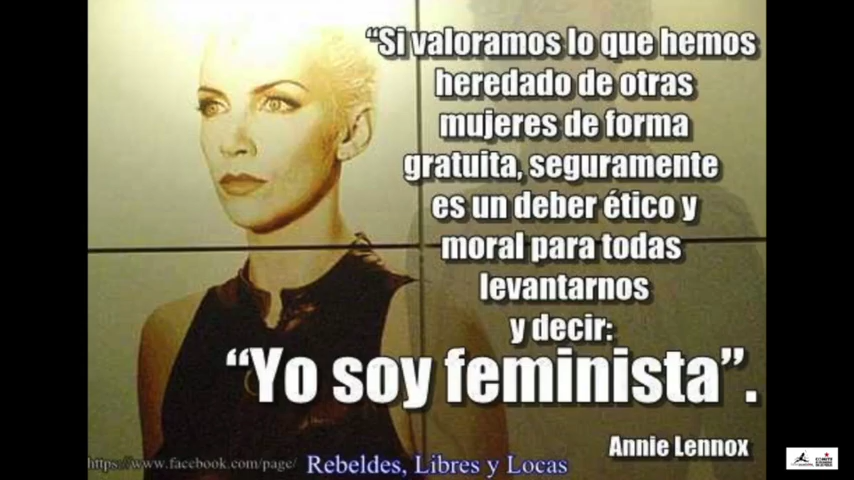 “Si valoramos lo que hemos
heredado de otras
mujeres de forma
gratuita, seguramente
es un deber ético y
moral para todas
levantarnos
y decir:
“Yo soy feminista”.
Annie Lennox
https://www.facebook.com/page/ Rebeldes, Libres y Locas